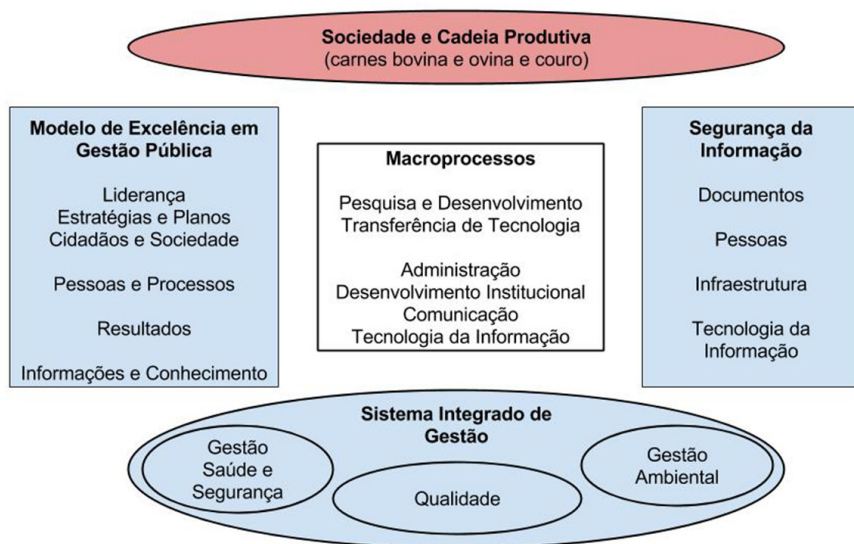 Sociedade e Cadeia Produtiva
(carnes bovina e ovina e couro)
Modelo de Excelência em
Gestão Pública
Liderança
Estratégias e Planos
Cidadãos e Sociedade
Pessoas e Processos
Resultados
Informações e Conhecimento
Macroprocessos
Pesquisa e Desenvolvimento
Transferência de Tecnologia
Administração
Desenvolvimento Institucional
Comunicação
Tecnologia da Informação
Segurança da
Informação
Documentos
Pessoas
Infraestrutura
Tecnologia da
Informação
Sistema Integrado de
Gestão
Gestão
Saúde e
Segurança
Qualidade
Gestão
Ambiental